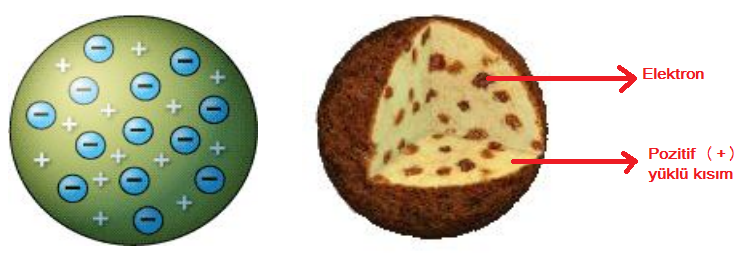 Elektron
Pozitif ( + )
yüklü kısım